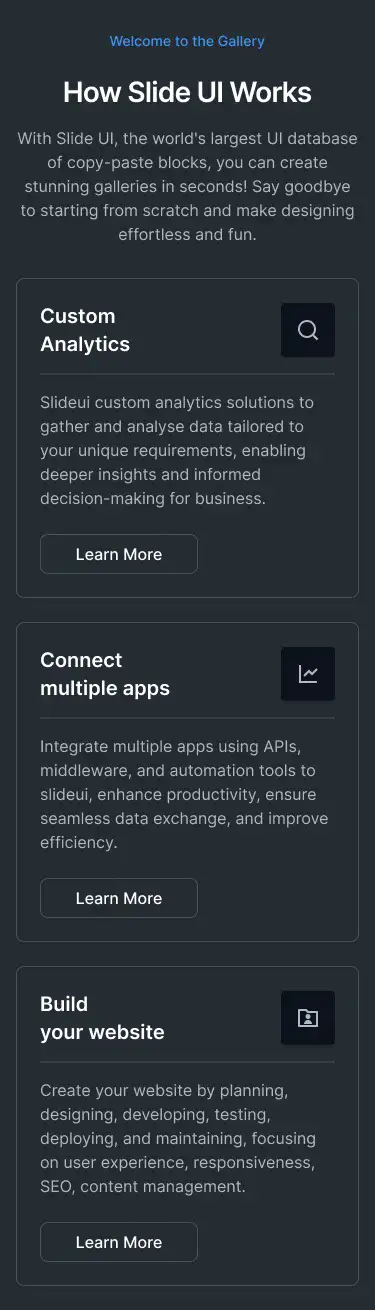 Welcome to the Gallery
How Slide UI Works
With Slide UI, the world's largest UI database
of copy-paste blocks, you can create
stunning galleries in seconds! Say goodbye
to starting from scratch and make designing
effortless and fun.
Custom
Analytics
Slideui custom analytics solutions to
gather and analyse data tailored to
your unique requirements, enabling
deeper insights and informed
decision-making for business.
Learn More
Connect
multiple apps
Integrate multiple apps using APIs,
middleware, and automation tools to
slideui, enhance productivity, ensure
seamless data exchange, and improve
efficiency.
Learn More
Build
your website
Create your website by planning,
designing, developing, testing,
deploying, and maintaining, focusing
on user experience, responsiveness,
SEO, content management.
Learn More